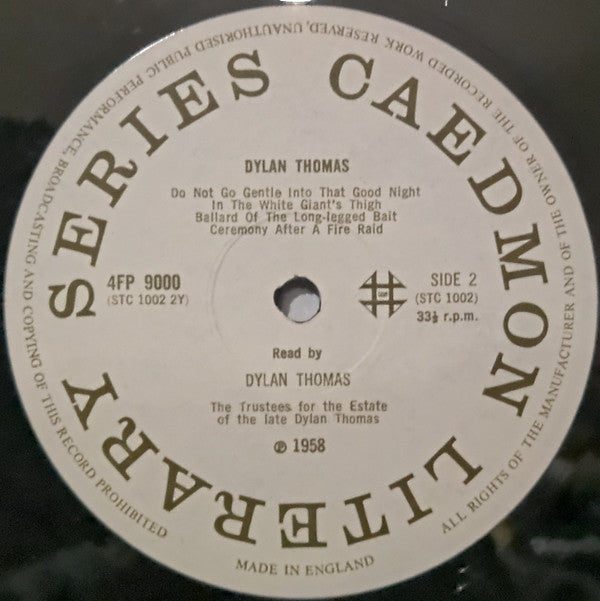 CAEDMON LITERARY SERIES
DYLAN THOMAS
Do Not Go Gentle Into That Good Night
In The White Giant's Thigh
Ballard Of The Long-legged Bait
Ceremony After A Fire Raid
4FP 9000
(STC 1002 2Y)
SIDE 2
(STC 1002)
33⅓ r.p.m.
Read by
DYLAN THOMAS
The Trustees for the Estate
of the late Dylan Thomas
℗ 1958
ALL RIGHTS OF THE MANUFACTURER AND OF THE OWNER OF THE RECORDED WORK RESERVED, UNAUTHORISED PUBLIC PERFORMANCE, BROADCASTING AND COPYING OF THIS RECORD PROHIBITED
MADE IN ENGLAND